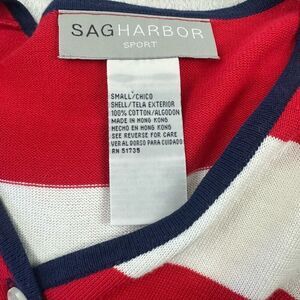 SAGHARBOR
SPORT
SMALL/CHICO
SHELL/TELA EXTERIOR
100% COTTON/ALGODON
MADE IN HONG KONG
HECHO EN HONG KONG
SEE REVERSE FOR CARE
VER AL DORSO PARA CUIDADO
RN 51735